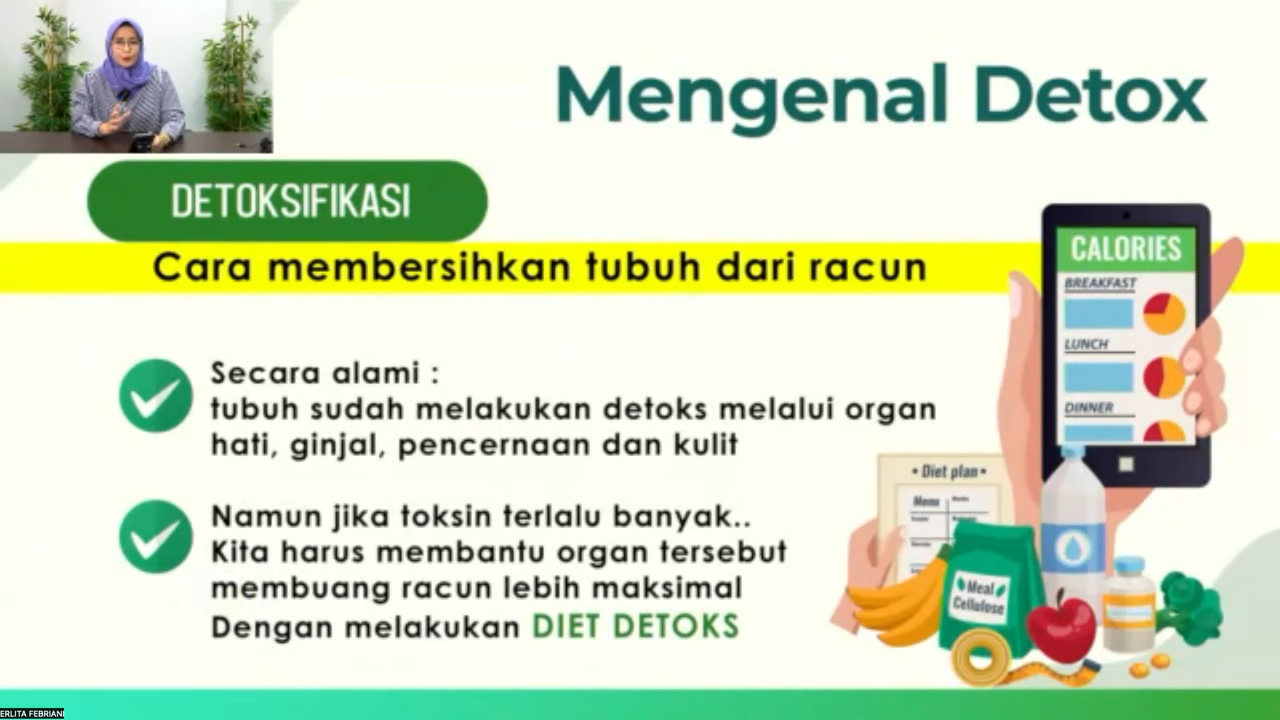 Mengenal Detox
DETOKSIFIKASI
Cara membersihkan tubuh dari racun
Secara alami :
tubuh sudah melakukan detoks melalui organ
hati, ginjal, pencernaan dan kulit
Namun jika toksin terlalu banyak..
Kita harus membantu organ tersebut
membuang racun lebih maksimal
Dengan melakukan DIET DETOKS
CALORIES
BREAKFAST
LUNCH
DINNER
• Diet plan •
Menu
Meal
Cellulose
ERLITA FEBRIANI